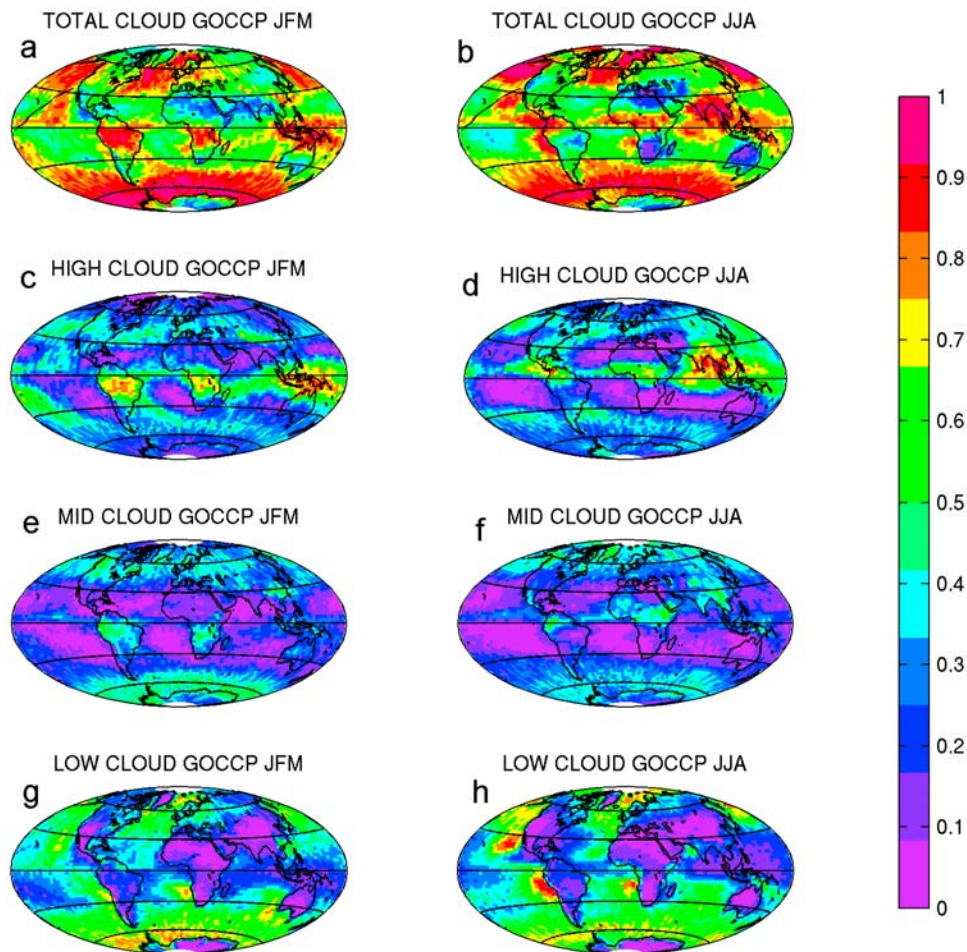 TOTAL CLOUD GOCCP JFM
a
TOTAL CLOUD GOCCP JJA
b
HIGH CLOUD GOCCP JFM
c
HIGH CLOUD GOCCP JJA
d
MID CLOUD GOCCP JFM
e
MID CLOUD GOCCP JJA
f
LOW CLOUD GOCCP JFM
g
LOW CLOUD GOCCP JJA
h
1
0.9
0.8
0.7
0.6
0.5
0.4
0.3
0.2
0.1
0